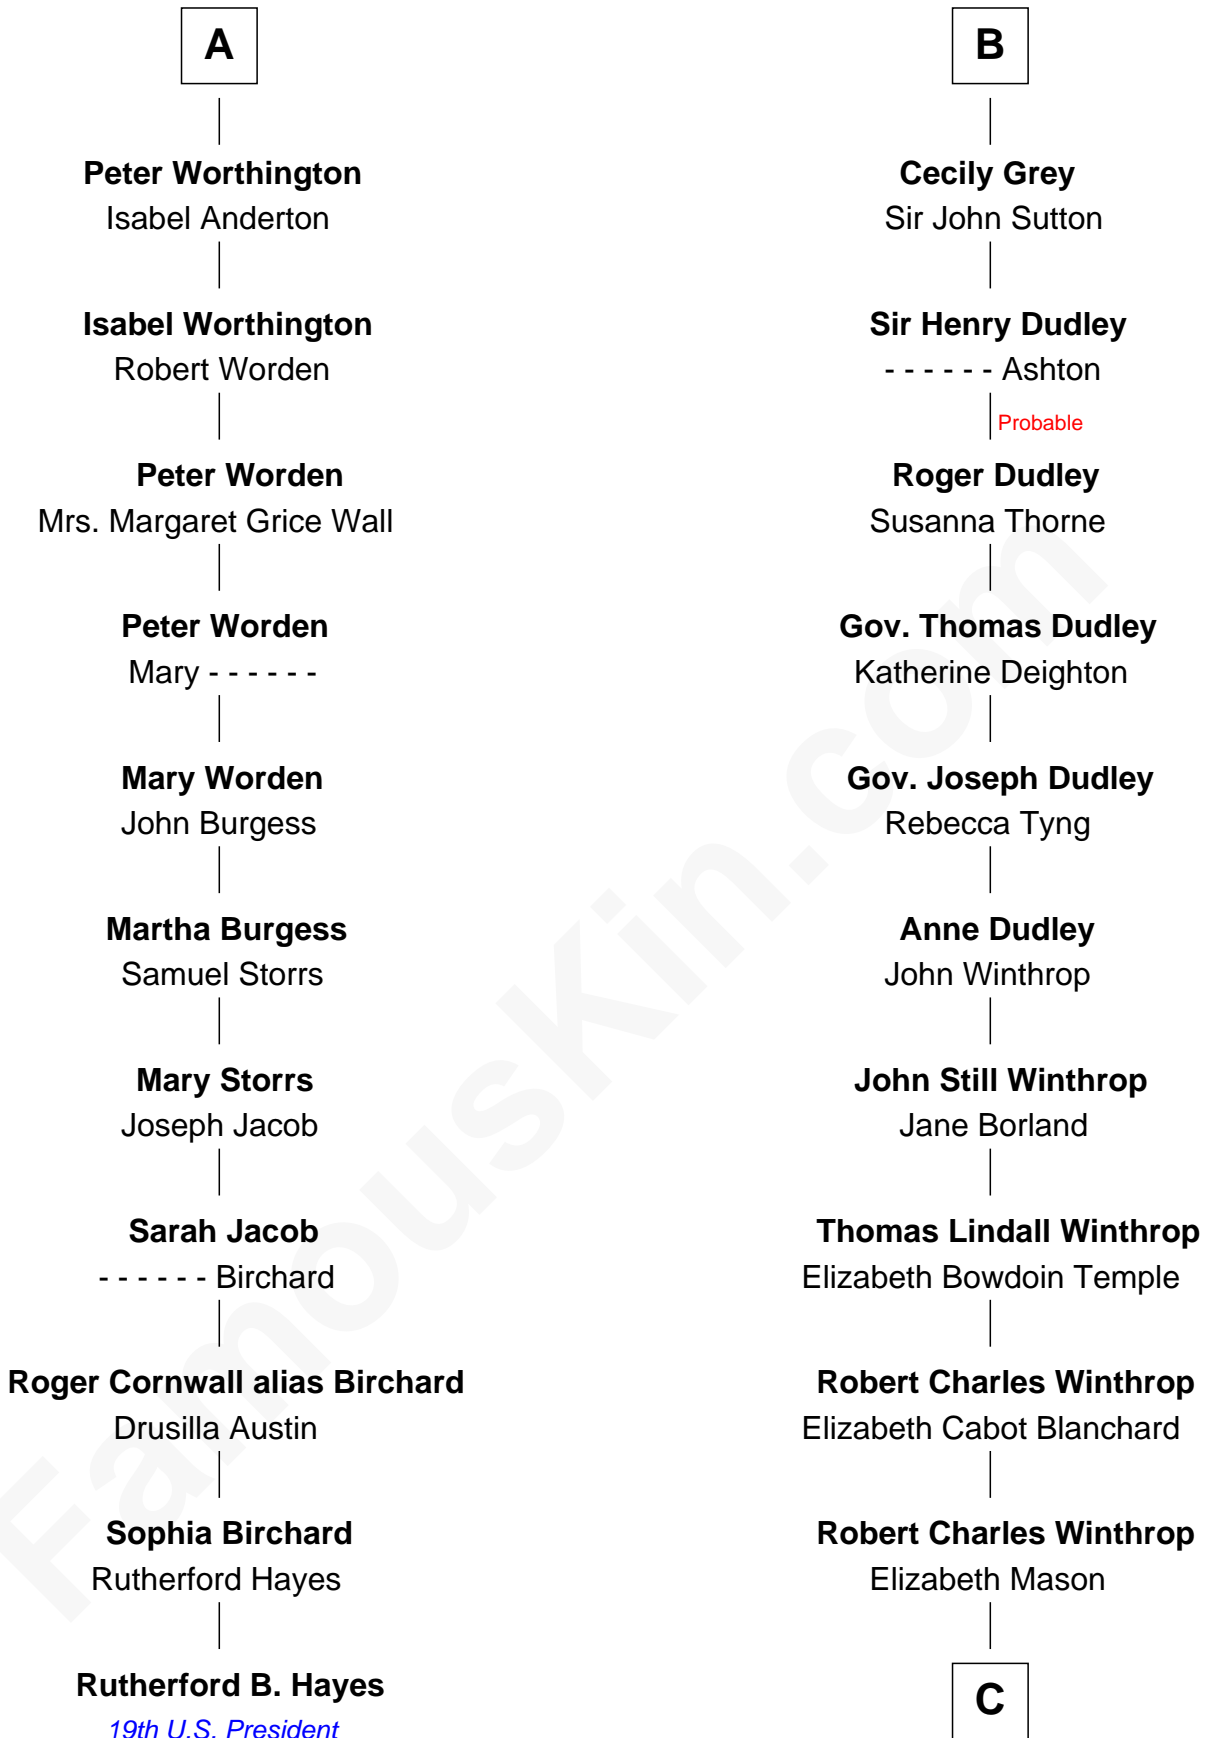 A
Peter Worthington
Isabel Anderton
Isabel Worthington
Robert Worden
Peter Worden
Mrs. Margaret Grice Wall
Peter Worden
Mary - - - - - -
Mary Worden
John Burgess
Martha Burgess
Samuel Storrs
Mary Storrs
Joseph Jacob
Sarah Jacob
- - - - - - Birchard
Roger Cornwall alias Birchard
Drusilla Austin
Sophia Birchard
Rutherford Hayes
Rutherford B. Hayes
19th U.S. President
B
Cecily Grey
Sir John Sutton
Sir Henry Dudley
- - - - - - Ashton
Probable
Roger Dudley
Susanna Thorne
Gov. Thomas Dudley
Katherine Deighton
Gov. Joseph Dudley
Rebecca Tyng
Anne Dudley
John Winthrop
John Still Winthrop
Jane Borland
Thomas Lindall Winthrop
Elizabeth Bowdoin Temple
Robert Charles Winthrop
Elizabeth Cabot Blanchard
Robert Charles Winthrop
Elizabeth Mason
C
FamousKin.com